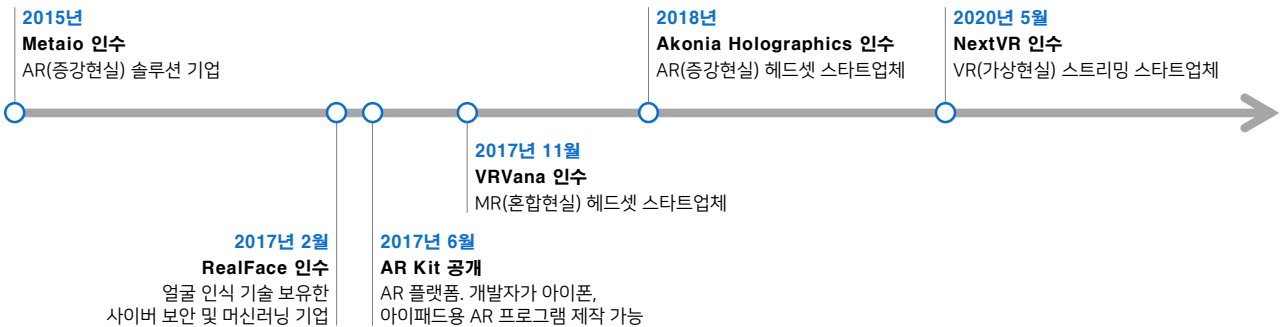 2015년
Metaio 인수
AR(증강현실) 솔루션 기업
2017년 2월
RealFace 인수
얼굴 인식 기술 보유한
사이버 보안 및 머신러닝 기업
2017년 6월
AR Kit 공개
AR 플랫폼. 개발자가 아이폰,
아이패드용 AR 프로그램 제작 가능
2017년 11월
VRVana 인수
MR(혼합현실) 헤드셋 스타트업체
2018년
Akonia Holographics 인수
AR(증강현실) 헤드셋 스타트업체
2020년 5월
NextVR 인수
VR(가상현실) 스트리밍 스타트업체